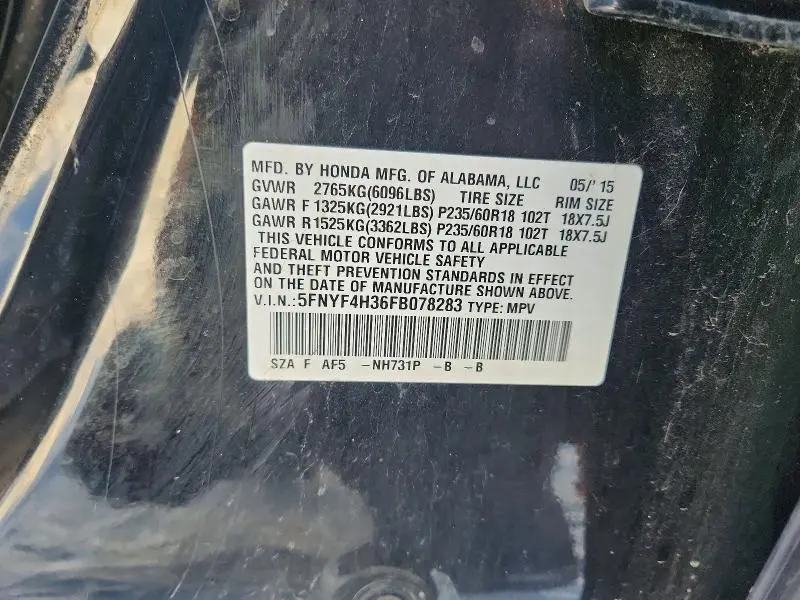 MFD. BY HONDA MFG. OF ALABAMA, LLC 05/'15
GVWR 2765KG(6096LBS) TIRE SIZE RIM SIZE
GAWR F 1325KG(2921LBS) P235/60R18 102T 18X7.5J
GAWR R1525KG(3362LBS) P235/60R18 102T 18X7.5J
THIS VEHICLE CONFORMS TO ALL APPLICABLE
FEDERAL MOTOR VEHICLE SAFETY
AND THEFT PREVENTION STANDARDS IN EFFECT
ON THE DATE OF MANUFACTURE SHOWN ABOVE.
V.I.N.:5FNYF4H36FB078283 TYPE: MPV
SZA F AF5 -NH731P -B -B